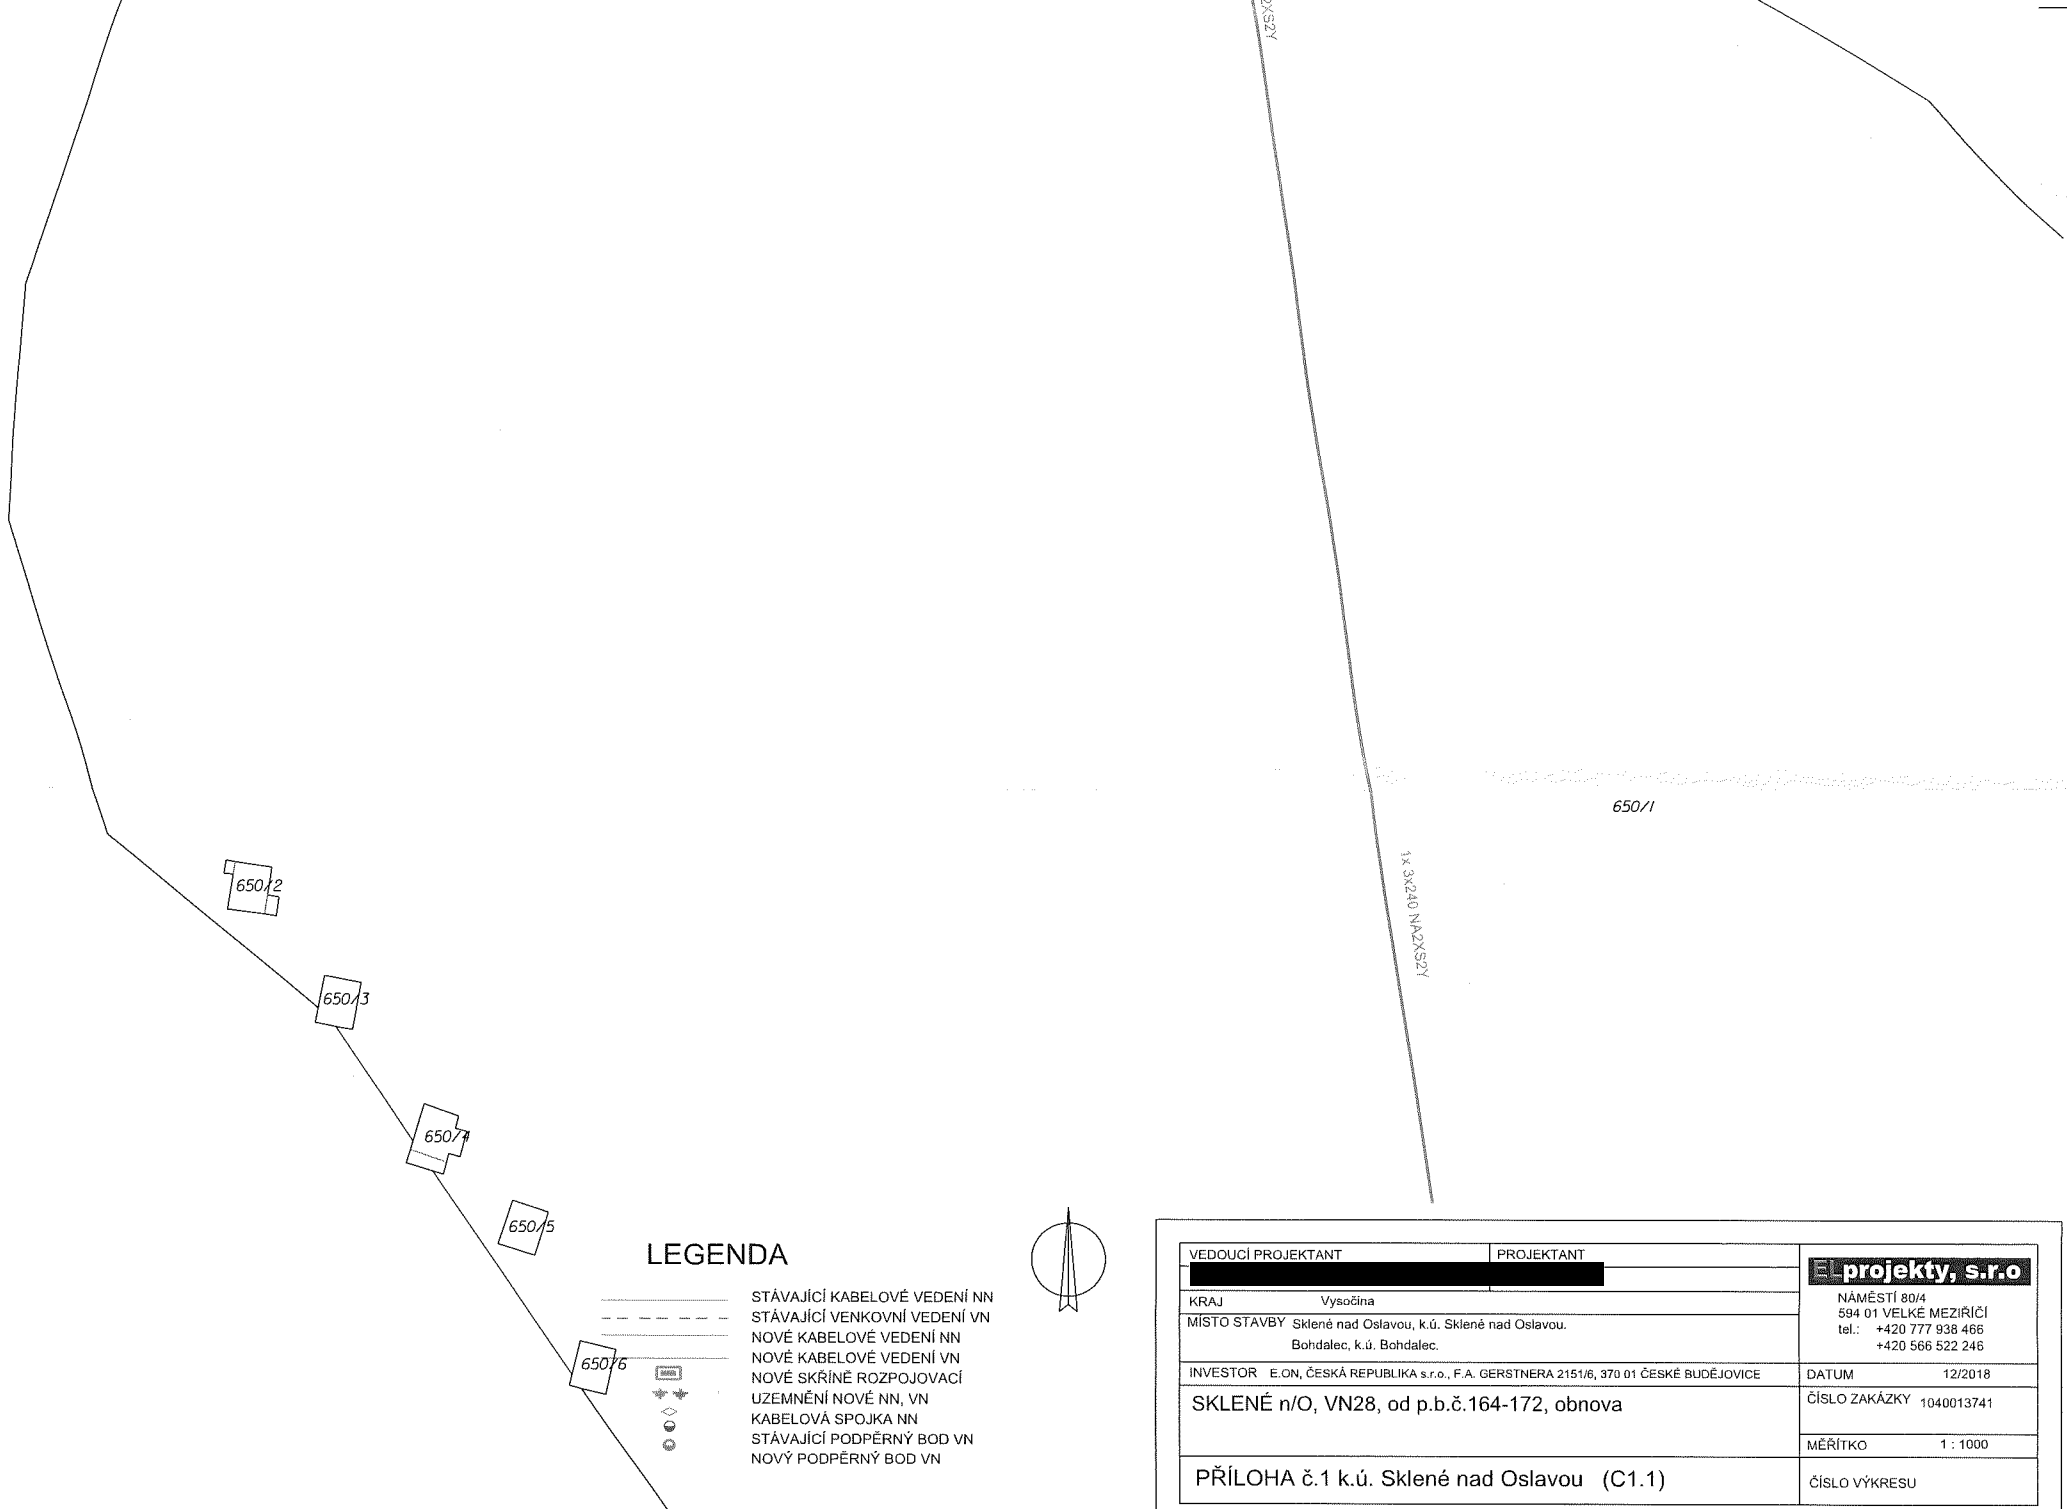 2XS2Y
650/1
1x 3x240 NA2XS2Y
650/2
650/3
650/4
650/5
650/6
LEGENDA
STÁVAJÍCÍ KABELOVÉ VEDENÍ NN
STÁVAJÍCÍ VENKOVNÍ VEDENÍ VN
NOVÉ KABELOVÉ VEDENÍ NN
NOVÉ KABELOVÉ VEDENÍ VN
NOVÉ SKŘÍNĚ ROZPOJOVACÍ
UZEMNĚNÍ NOVÉ NN, VN
KABELOVÁ SPOJKA NN
STÁVAJÍCÍ PODPĚRNÝ BOD VN
NOVÝ PODPĚRNÝ BOD VN
VEDOUCÍ PROJEKTANT
PROJEKTANT
KRAJ Vysočina
MÍSTO STAVBY Sklené nad Oslavou, k.ú. Sklené nad Oslavou.
Bohdalec, k.ú. Bohdalec.
INVESTOR E.ON, ČESKÁ REPUBLIKA s.r.o., F.A. GERSTNERA 2151/6, 370 01 ČESKÉ BUDĚJOVICE
SKLENÉ n/O, VN28, od p.b.č.164-172, obnova
PŘÍLOHA č.1 k.ú. Sklené nad Oslavou (C1.1)
ELprojekty, s.r.o
NÁMĚSTÍ 80/4
594 01 VELKÉ MEZIŘÍČÍ
tel.: +420 777 938 466
+420 566 522 246
DATUM 12/2018
ČÍSLO ZAKÁZKY 1040013741
MĚŘÍTKO 1 : 1000
ČÍSLO VÝKRESU